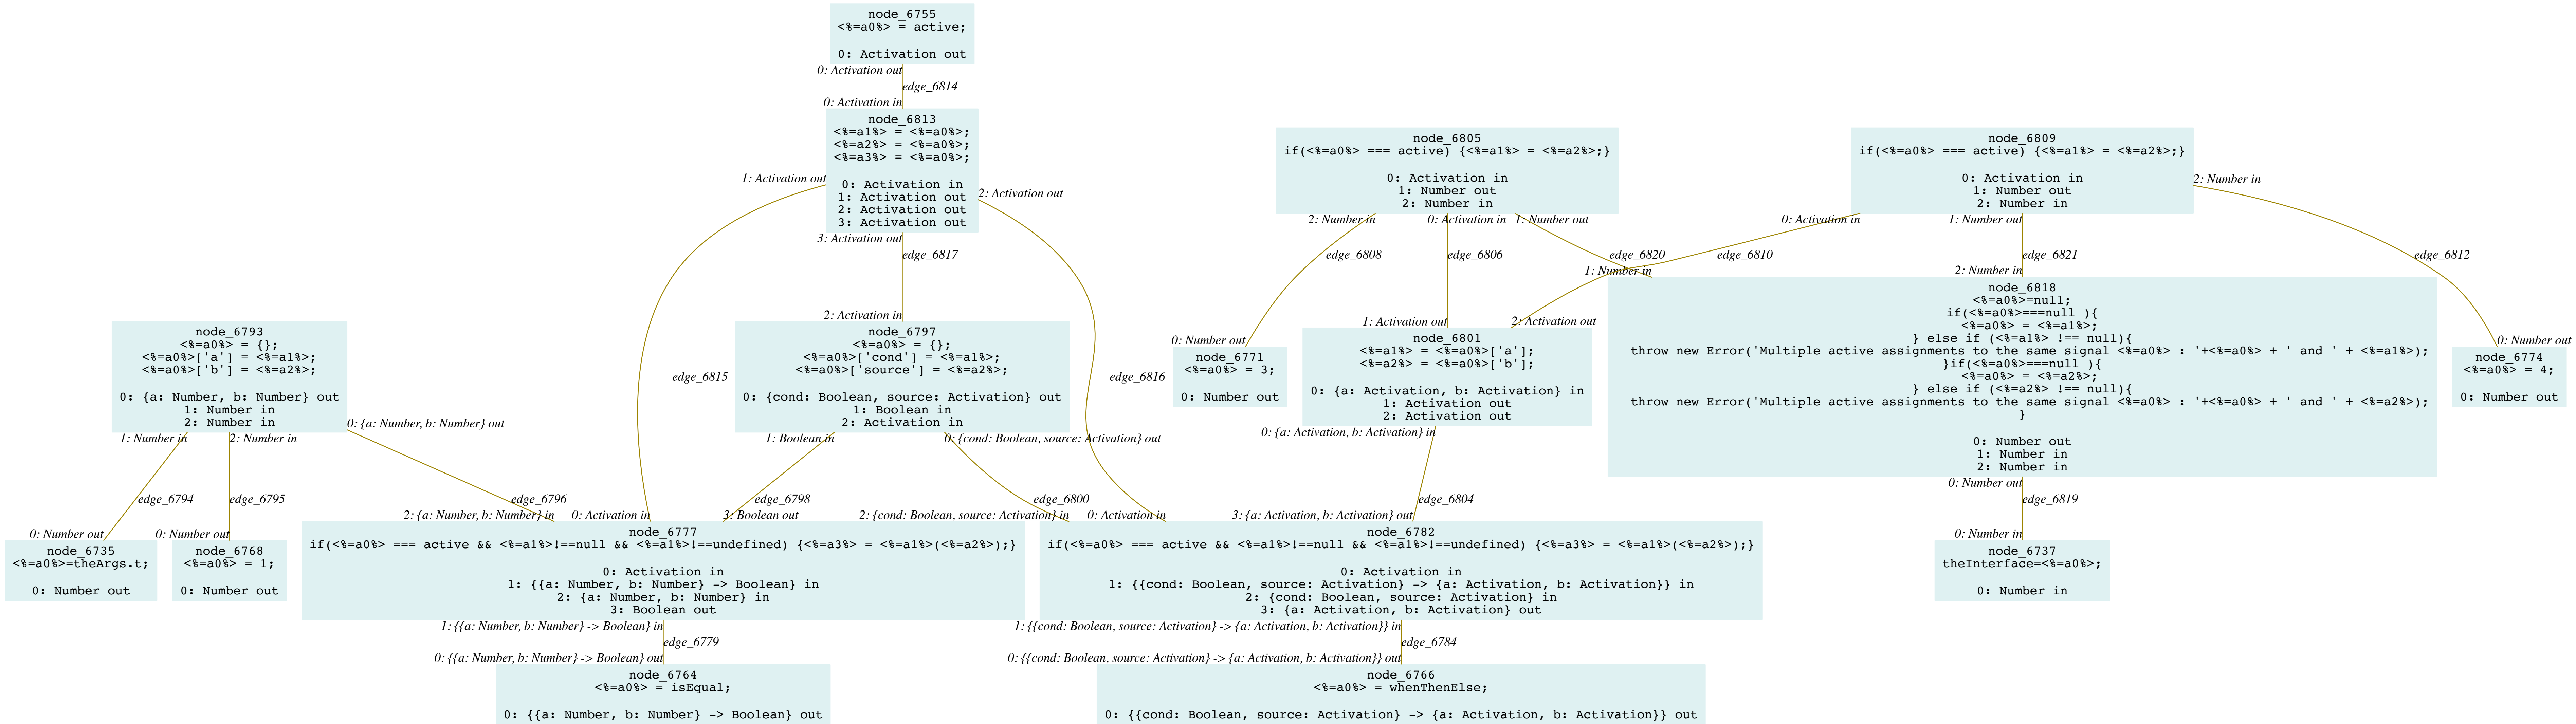 node_6755
<%=a0%> = active;
0: Activation out
0: Activation out
edge_6814
0: Activation in
node_6813
<%=a1%> = <%=a0%>;
<%=a2%> = <%=a0%>;
<%=a3%> = <%=a0%>;
0: Activation in
1: Activation out
2: Activation out
3: Activation out
1: Activation out
2: Activation out
3: Activation out
edge_6817
2: Activation in
edge_6815
edge_6816
node_6805
if(<%=a0%> === active) {<%=a1%> = <%=a2%>;}
0: Activation in
1: Number out
2: Number in
2: Number in
0: Activation in
1: Number out
edge_6808
edge_6806
edge_6820
1: Number in
node_6809
if(<%=a0%> === active) {<%=a1%> = <%=a2%>;}
0: Activation in
1: Number out
2: Number in
2: Number in
0: Activation in
1: Number out
edge_6810
edge_6821
edge_6812
2: Number in
node_6793
<%=a0%> = {};
<%=a0%>['a'] = <%=a1%>;
<%=a0%>['b'] = <%=a2%>;
0: {a: Number, b: Number} out
1: Number in
2: Number in
0: {a: Number, b: Number} out
1: Number in
2: Number in
node_6797
<%=a0%> = {};
<%=a0%>['cond'] = <%=a1%>;
<%=a0%>['source'] = <%=a2%>;
0: {cond: Boolean, source: Activation} out
1: Boolean in
2: Activation in
1: Boolean in
0: {cond: Boolean, source: Activation} out
0: Number out
node_6771
<%=a0%> = 3;
0: Number out
1: Activation out
2: Activation out
node_6801
<%=a1%> = <%=a0%>['a'];
<%=a2%> = <%=a0%>['b'];
0: {a: Activation, b: Activation} in
1: Activation out
2: Activation out
0: {a: Activation, b: Activation} in
node_6818
<%=a0%>=null;
if(<%=a0%>===null ){
<%=a0%> = <%=a1%>;
} else if (<%=a1%> !== null){
throw new Error('Multiple active assignments to the same signal <%=a0%> : '+<%=a0%> + ' and ' + <%=a1%>);
}if(<%=a0%>===null ){
<%=a0%> = <%=a2%>;
} else if (<%=a2%> !== null){
throw new Error('Multiple active assignments to the same signal <%=a0%> : '+<%=a0%> + ' and ' + <%=a2%>);
}
0: Number out
1: Number in
2: Number in
0: Number out
0: Number out
node_6774
<%=a0%> = 4;
0: Number out
edge_6794
edge_6795
edge_6796
edge_6798
edge_6800
edge_6804
edge_6819
0: Number out
0: Number out
2: {a: Number, b: Number} in
0: Activation in
3: Boolean out
2: {cond: Boolean, source: Activation} in
0: Activation in
3: {a: Activation, b: Activation} out
0: Number in
node_6735
<%=a0%>=theArgs.t;
0: Number out
node_6768
<%=a0%> = 1;
0: Number out
node_6777
if(<%=a0%> === active && <%=a1%>!==null && <%=a1%>!==undefined) {<%=a3%> = <%=a1%>(<%=a2%>);}
0: Activation in
1: {{a: Number, b: Number} -> Boolean} in
2: {a: Number, b: Number} in
3: Boolean out
node_6782
if(<%=a0%> === active && <%=a1%>!==null && <%=a1%>!==undefined) {<%=a3%> = <%=a1%>(<%=a2%>);}
0: Activation in
1: {{cond: Boolean, source: Activation} -> {a: Activation, b: Activation}} in
2: {cond: Boolean, source: Activation} in
3: {a: Activation, b: Activation} out
node_6737
theInterface=<%=a0%>;
0: Number in
1: {{a: Number, b: Number} -> Boolean} in
edge_6779
0: {{a: Number, b: Number} -> Boolean} out
1: {{cond: Boolean, source: Activation} -> {a: Activation, b: Activation}} in
edge_6784
0: {{cond: Boolean, source: Activation} -> {a: Activation, b: Activation}} out
node_6764
<%=a0%> = isEqual;
0: {{a: Number, b: Number} -> Boolean} out
node_6766
<%=a0%> = whenThenElse;
0: {{cond: Boolean, source: Activation} -> {a: Activation, b: Activation}} out